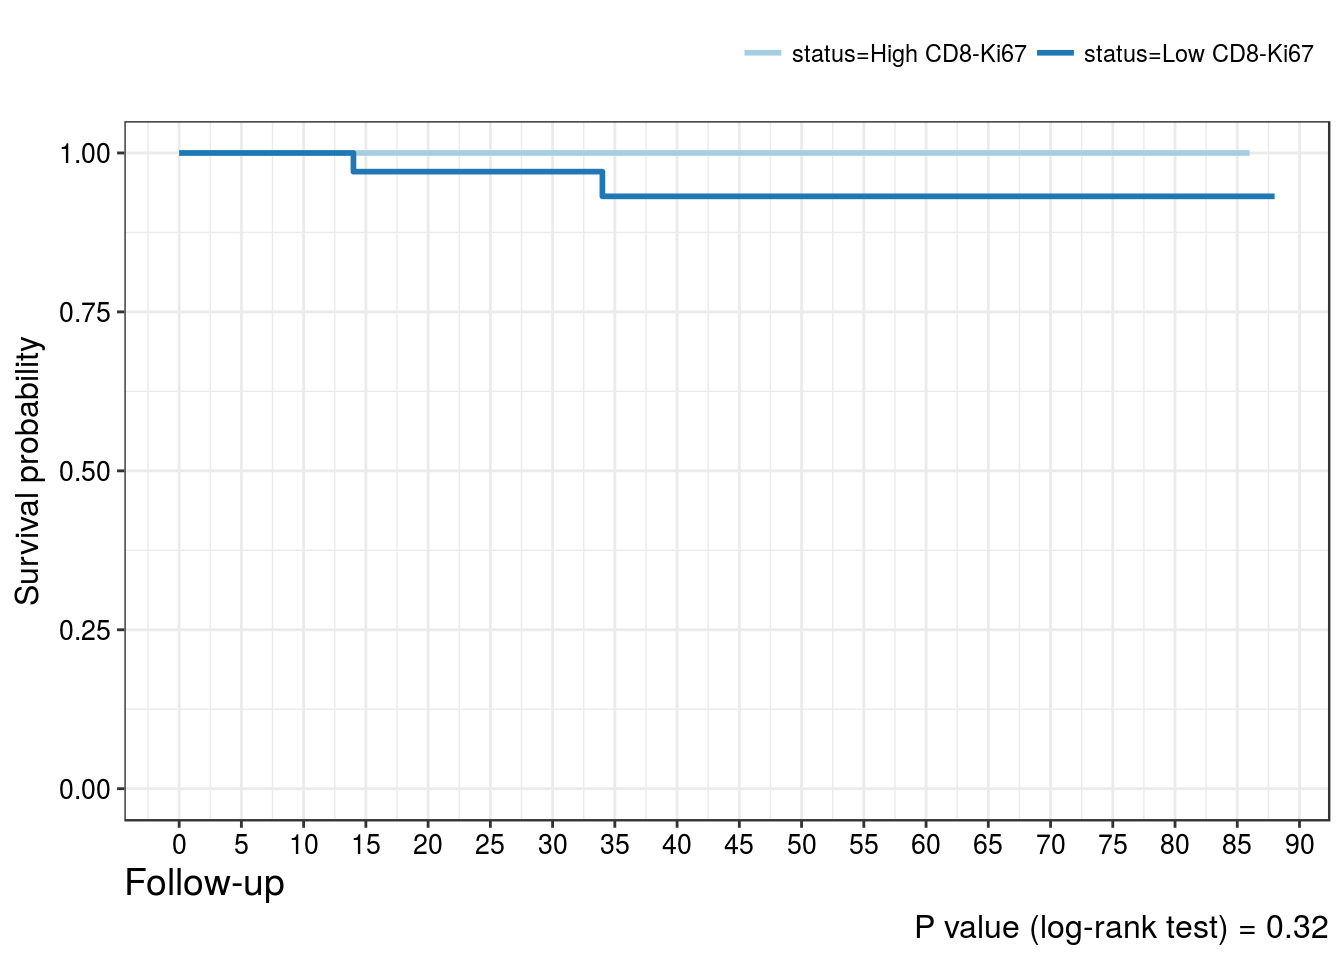 status=High CD8-Ki67 status=Low CD8-Ki67
1.00
0.75
0.50
0.25
0.00
Survival probability
0 5 10 15 20 25 30 35 40 45 50 55 60 65 70 75 80 85 90
Follow-up
P value (log-rank test) = 0.32